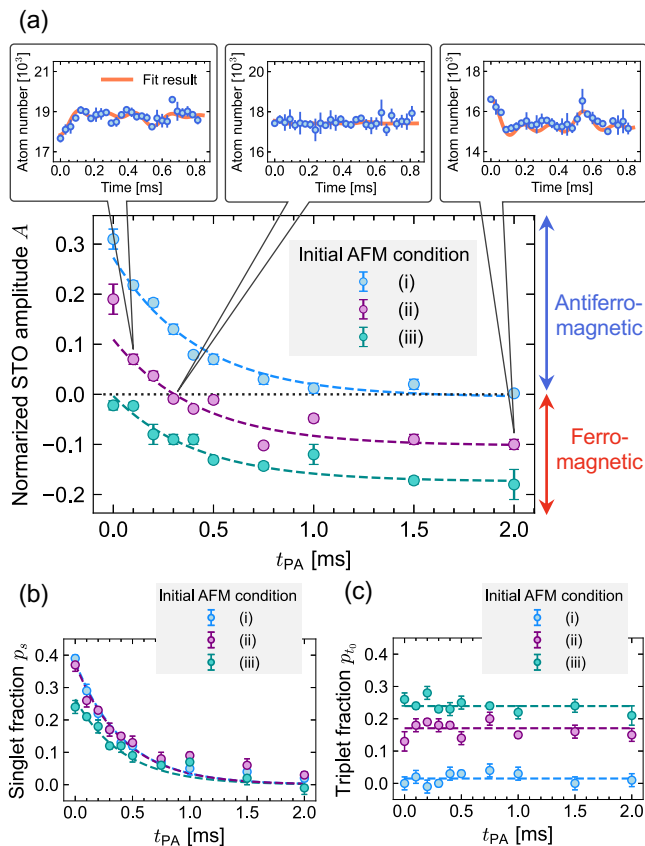 (a)
Atom number [10³]
21
19
17
Fit result
0.0 0.2 0.4 0.6 0.8
Time [ms]
Atom number [10³]
20
18
16
0.0 0.2 0.4 0.6 0.8
Time [ms]
Atom number [10³]
18
16
14
0.0 0.2 0.4 0.6 0.8
Time [ms]
Normarized STO amplitude A
0.3
0.2
0.1
0.0
−0.1
−0.2
Initial AFM condition
(i)
(ii)
(iii)
Antiferro-
magnetic
Ferro-
magnetic
0.0 0.5 1.0 1.5 2.0
t_PA [ms]
(b)
Initial AFM condition
(i)
(ii)
(iii)
Singlet fraction p_s
0.4
0.3
0.2
0.1
0.0
0.0 0.5 1.0 1.5 2.0
t_PA [ms]
(c)
Initial AFM condition
(i)
(ii)
(iii)
Triplet fraction p_t₀
0.4
0.3
0.2
0.1
0.0
0.0 0.5 1.0 1.5 2.0
t_PA [ms]